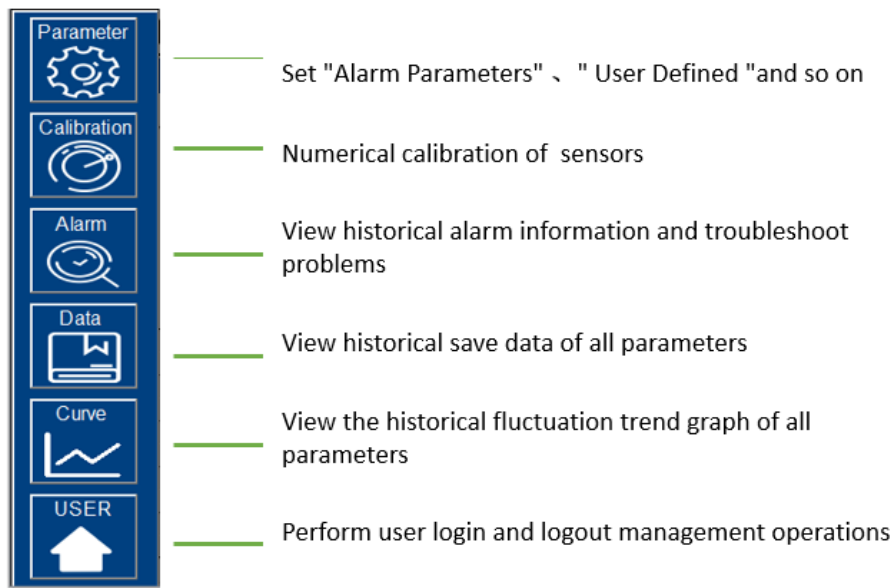 Parameter
Set "Alarm Parameters" 、 " User Defined "and so on
Calibration
Numerical calibration of sensors
Alarm
View historical alarm information and troubleshoot
problems
Data
View historical save data of all parameters
Curve
View the historical fluctuation trend graph of all
parameters
USER
Perform user login and logout management operations